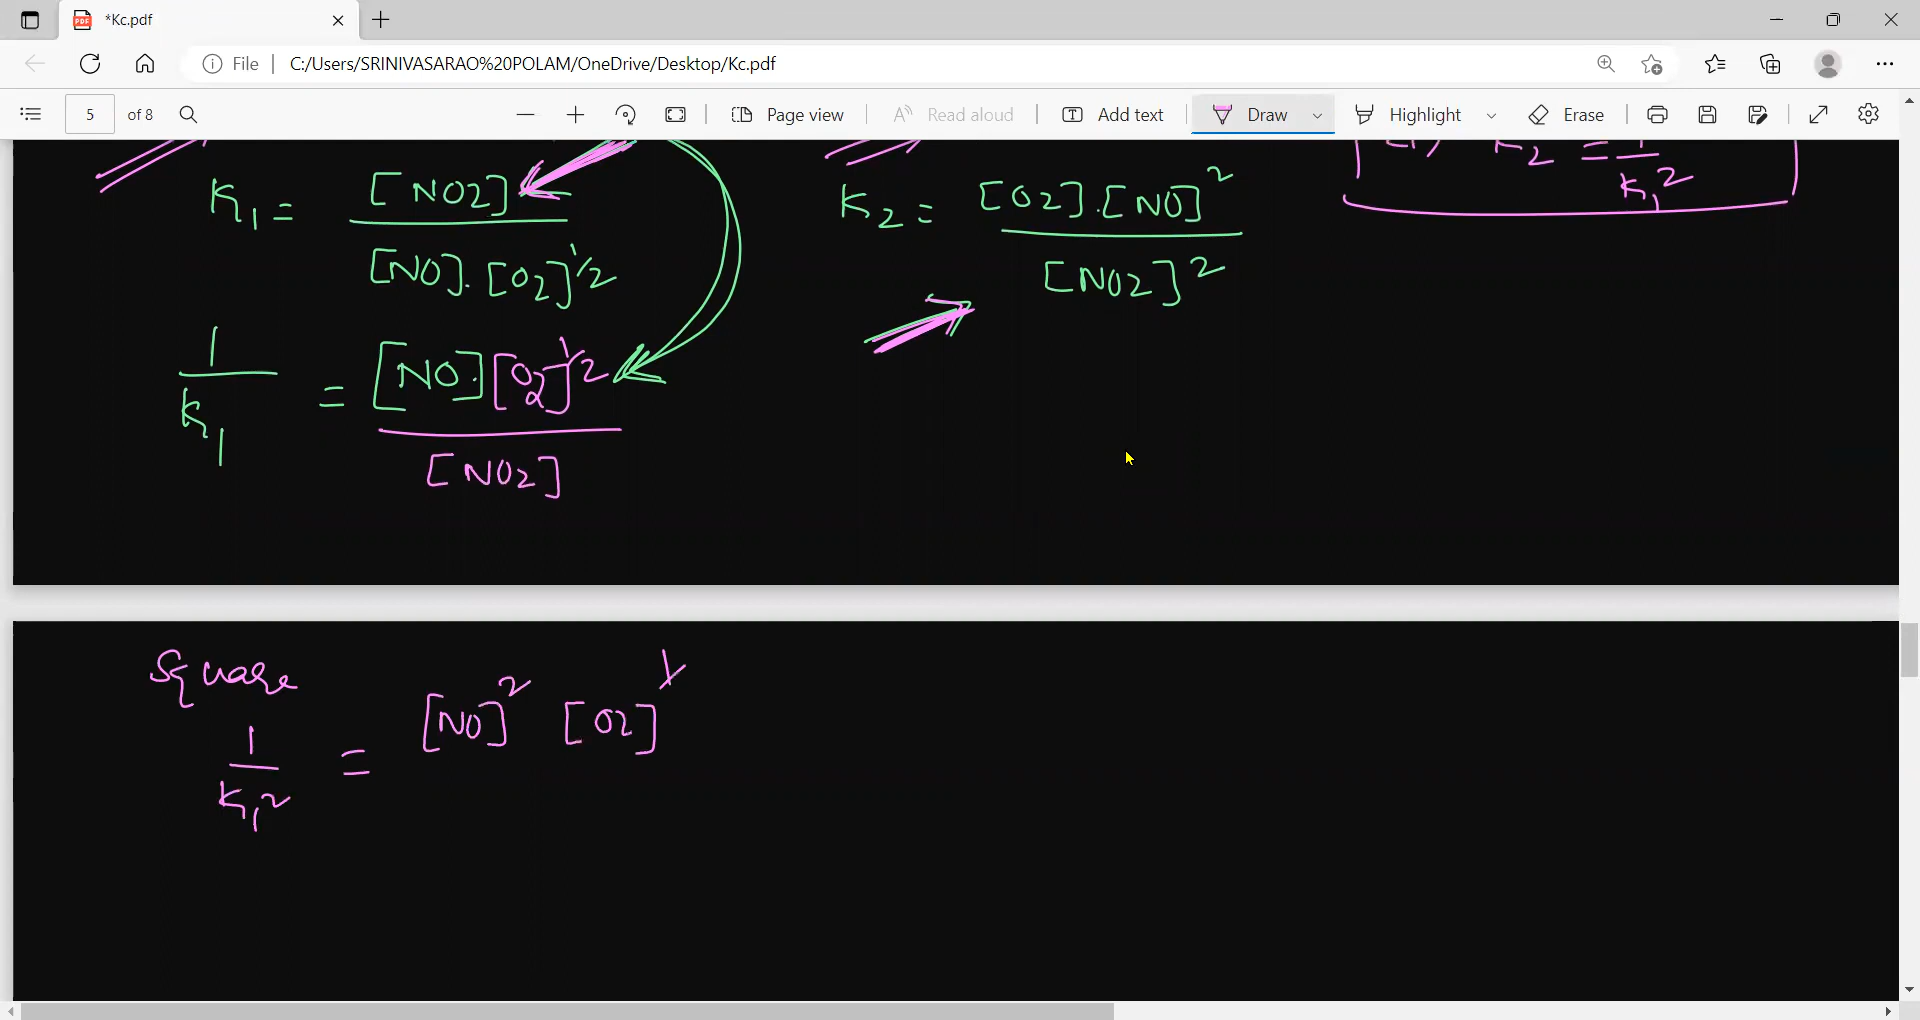 *Kc.pdf
File | C:/Users/SRINIVASARAO%20POLAM/OneDrive/Desktop/Kc.pdf
5 of 8 Page view Read aloud Add text Draw Highlight Erase
K2 = 1/K1^2
K1 = [NO2] / [NO].[O2]^1/2
K2 = [O2].[NO]^2 / [NO2]^2
1/K1 = [NO].[O2]^1/2 / [NO2]
Square
1/K1^2 = [NO]^2 [O2]^1